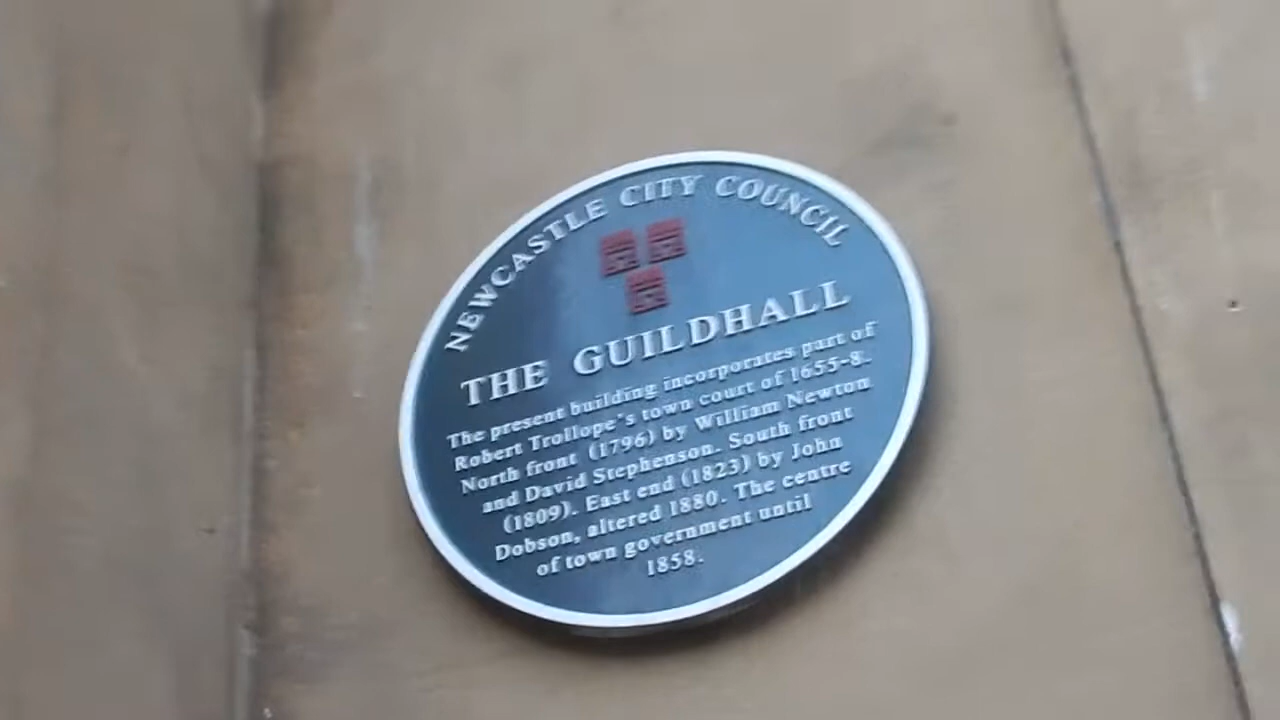 NEWCASTLE CITY COUNCIL
THE GUILDHALL
The present building incorporates part of
Robert Trollope's town court of 1655-8.
North front (1796) by William Newton
and David Stephenson. South front
(1809). East end (1823) by John
Dobson, altered 1880. The centre
of town government until
1858.